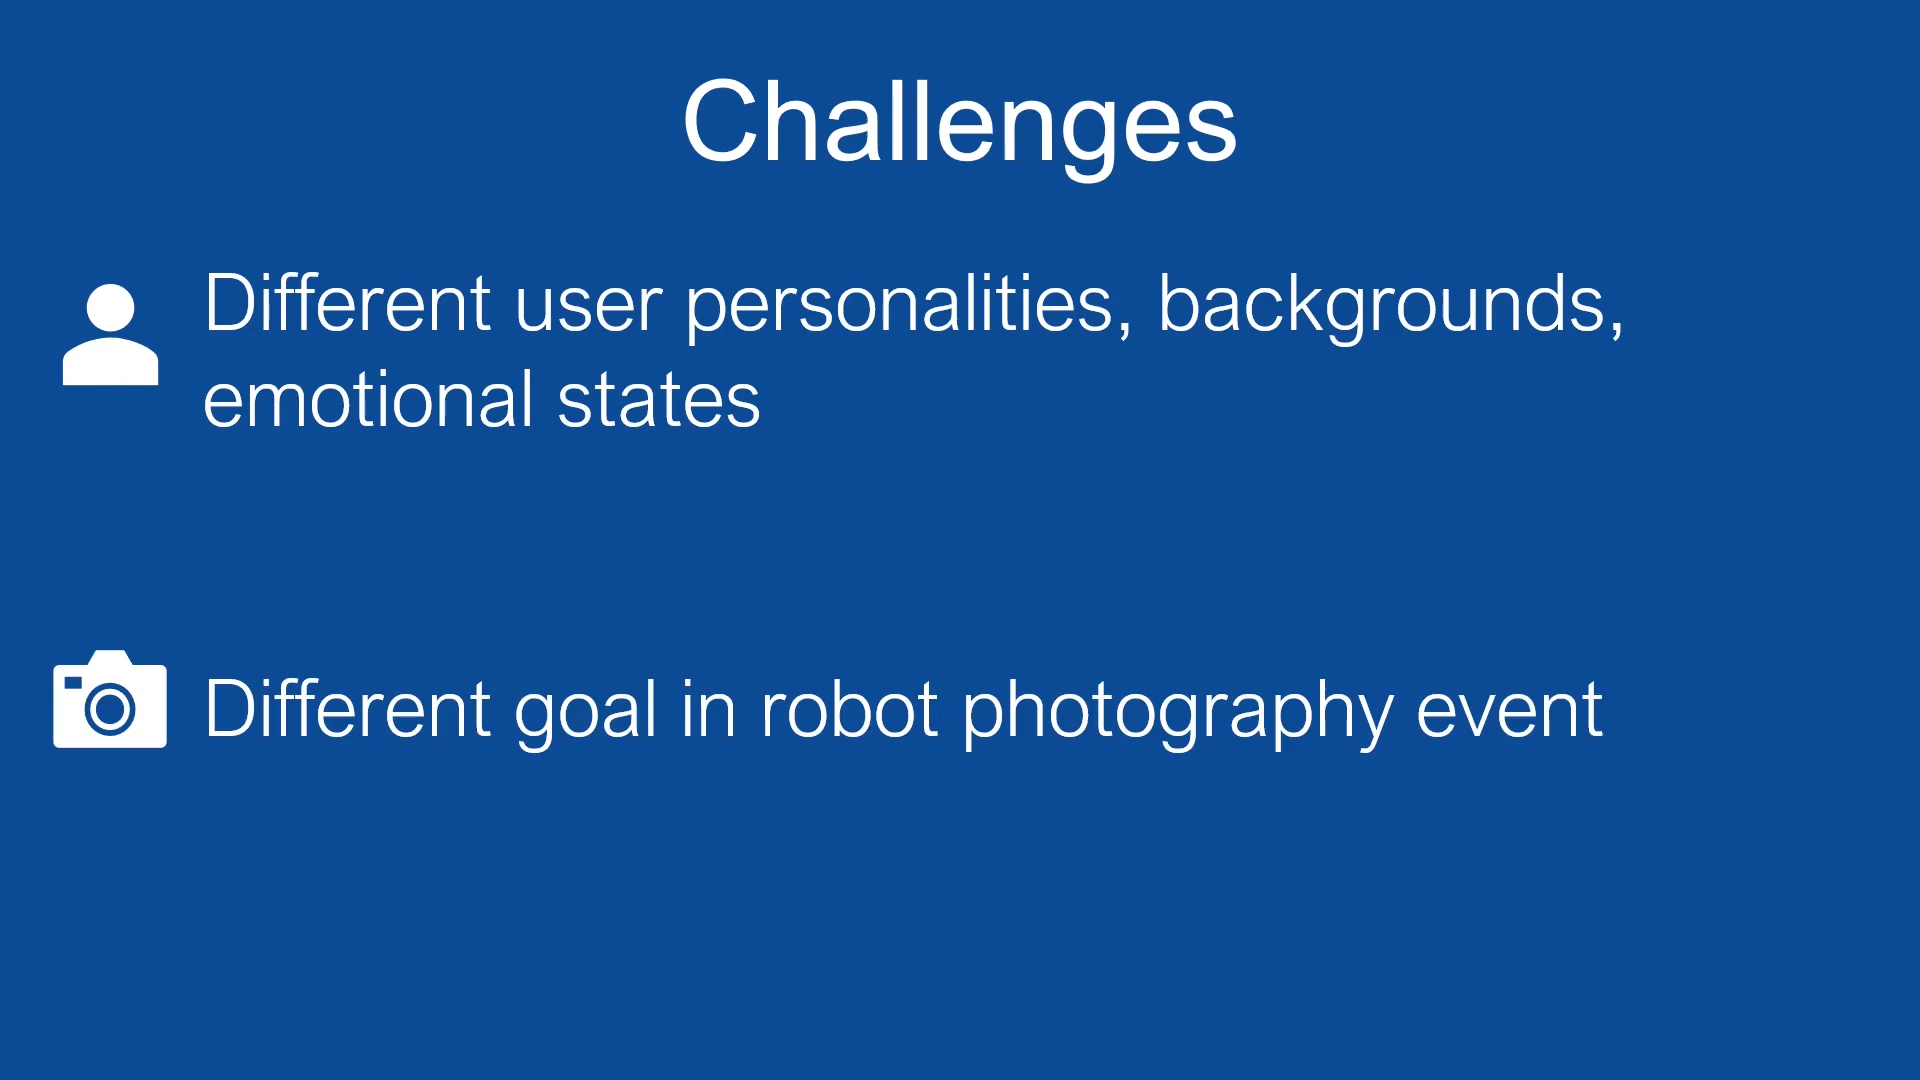 Challenges
Different user personalities, backgrounds,
emotional states
Different goal in robot photography event